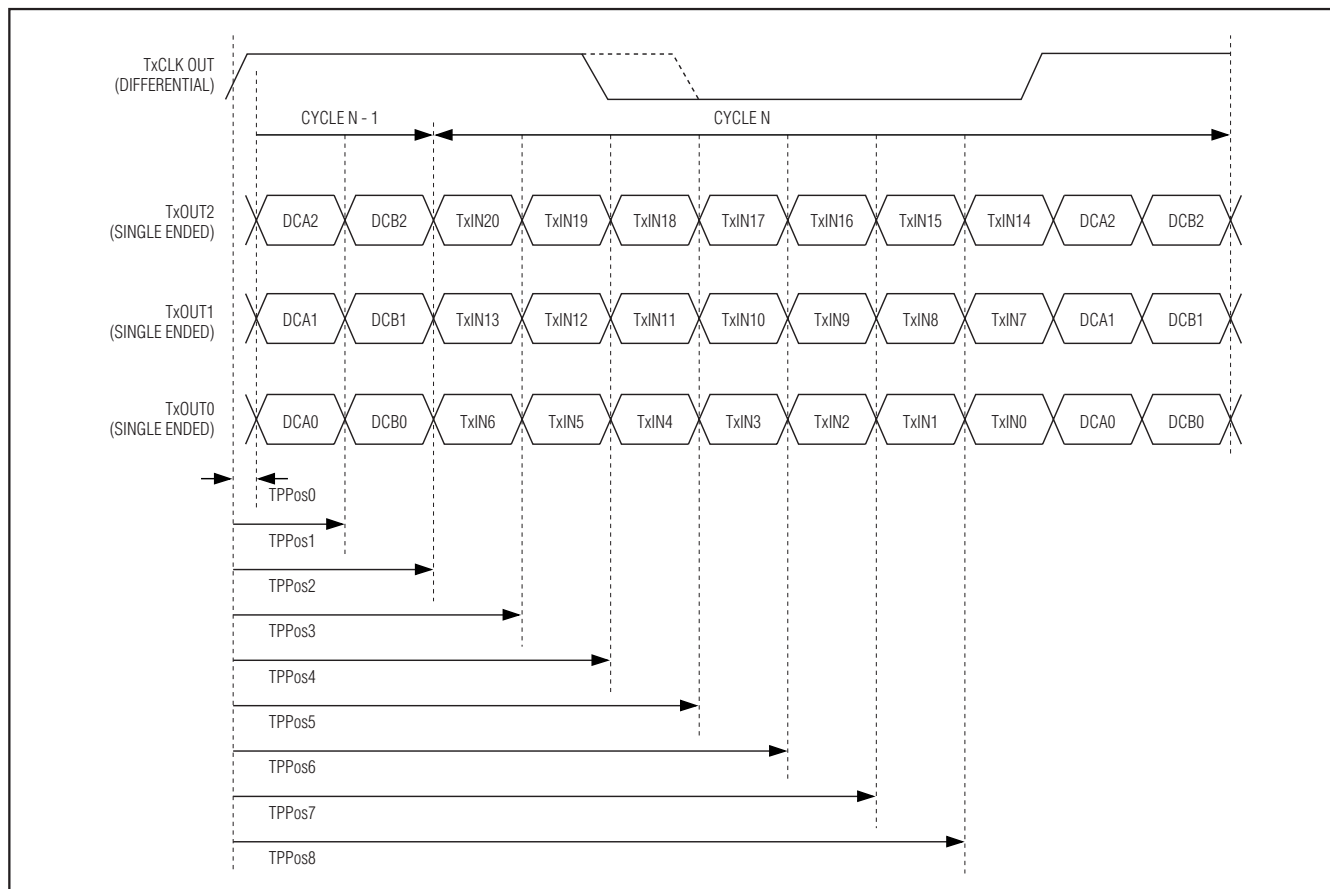 TxCLK OUT
(DIFFERENTIAL)
CYCLE N - 1
CYCLE N
TxOUT2
(SINGLE ENDED)
DCA2 DCB2 TxIN20 TxIN19 TxIN18 TxIN17 TxIN16 TxIN15 TxIN14 DCA2 DCB2
TxOUT1
(SINGLE ENDED)
DCA1 DCB1 TxIN13 TxIN12 TxIN11 TxIN10 TxIN9 TxIN8 TxIN7 DCA1 DCB1
TxOUT0
(SINGLE ENDED)
DCA0 DCB0 TxIN6 TxIN5 TxIN4 TxIN3 TxIN2 TxIN1 TxIN0 DCA0 DCB0
TPPos0
TPPos1
TPPos2
TPPos3
TPPos4
TPPos5
TPPos6
TPPos7
TPPos8